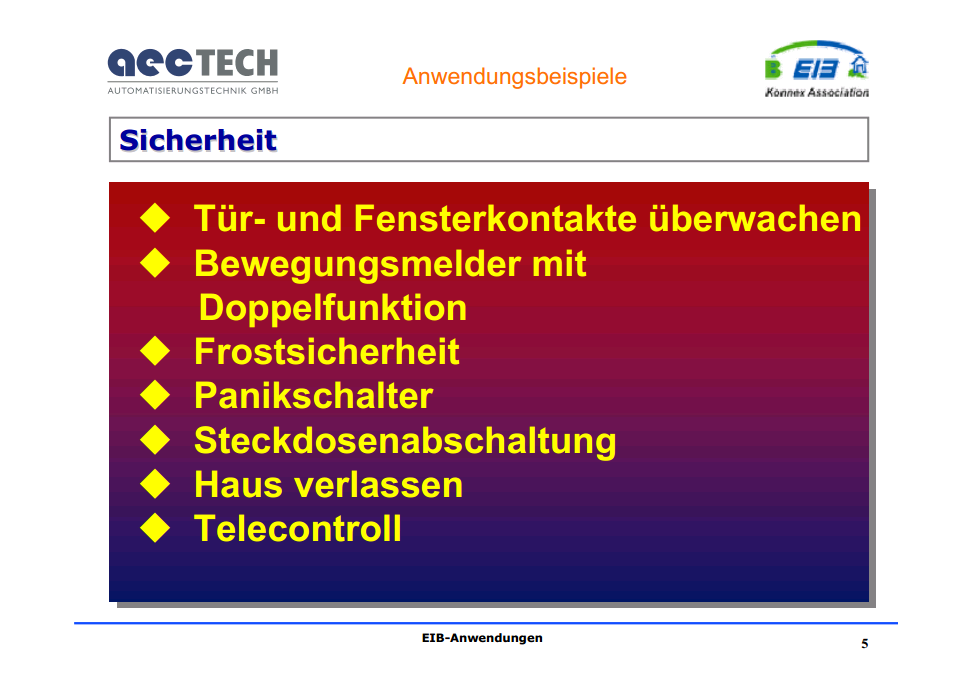 aecTECH
AUTOMATISIERUNGSTECHNIK GMBH
Anwendungsbeispiele
EIB
Konnex Association
Sicherheit
◆ Tür- und Fensterkontakte überwachen
◆ Bewegungsmelder mit
Doppelfunktion
◆ Frostsicherheit
◆ Panikschalter
◆ Steckdosenabschaltung
◆ Haus verlassen
◆ Telecontroll
EIB-Anwendungen
5